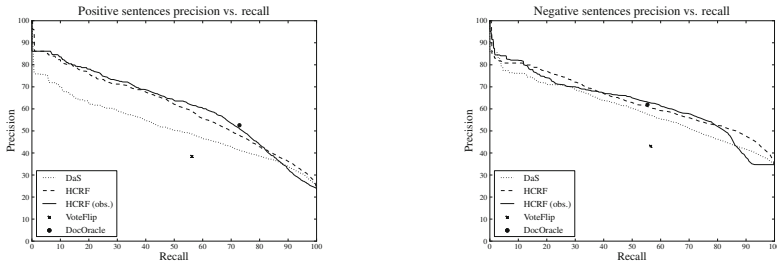 Positive sentences precision vs. recall
100
90
80
70
60
50
40
30
20
10
0
Precision
DaS
HCRF
HCRF (obs.)
VoteFlip
DocOracle
0 10 20 30 40 50 60 70 80 90 100
Recall
Negative sentences precision vs. recall
100
90
80
70
60
50
40
30
20
10
0
Precision
DaS
HCRF
HCRF (obs.)
VoteFlip
DocOracle
0 10 20 30 40 50 60 70 80 90 100
Recall